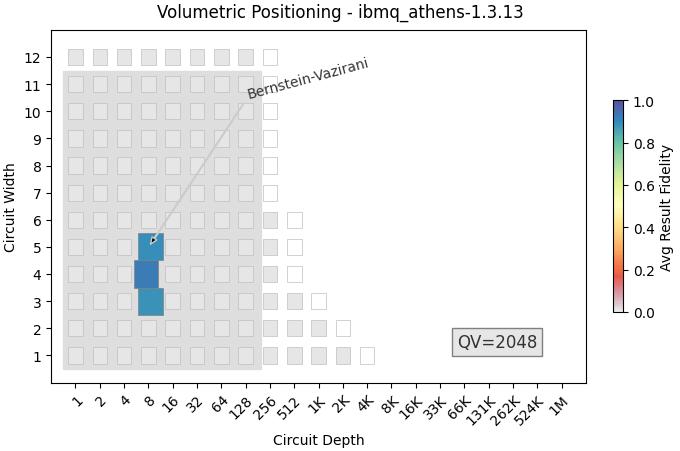 Volumetric Positioning - ibmq_athens-1.3.13
Circuit Width
12
11
10
9
8
7
6
5
4
3
2
1
Bernstein-Vazirani
QV=2048
1 2 4 8 16 32 64 128 256 512 1K 2K 4K 8K 16K 33K 66K 131K 262K 524K 1M
Circuit Depth
1.0
0.8
0.6
0.4
0.2
0.0
Avg Result Fidelity